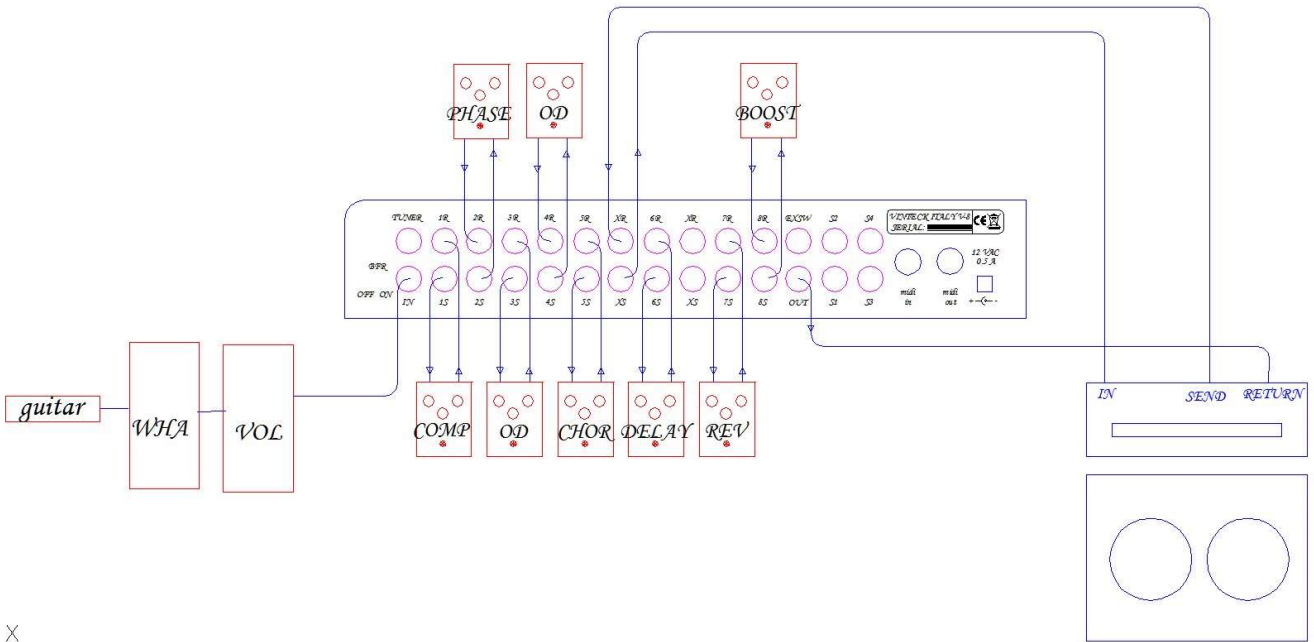 PHASE
OD
BOOST
TUNER 1R 2R 3R 4R 5R XR 6R XR 7R 8R EXSW S2 S4
VINTECK ITALY V-8
SERIAL:
CE
12 VAC
0.5 A
BFR
OFF ON
IN 1S 2S 3S 4S 5S XS 6S XS 7S 8S OUT S1 S3
midi in
midi out
+ -
guitar
WHA
VOL
COMP
OD
CHOR
DELAY
REV
IN SEND RETURN
X